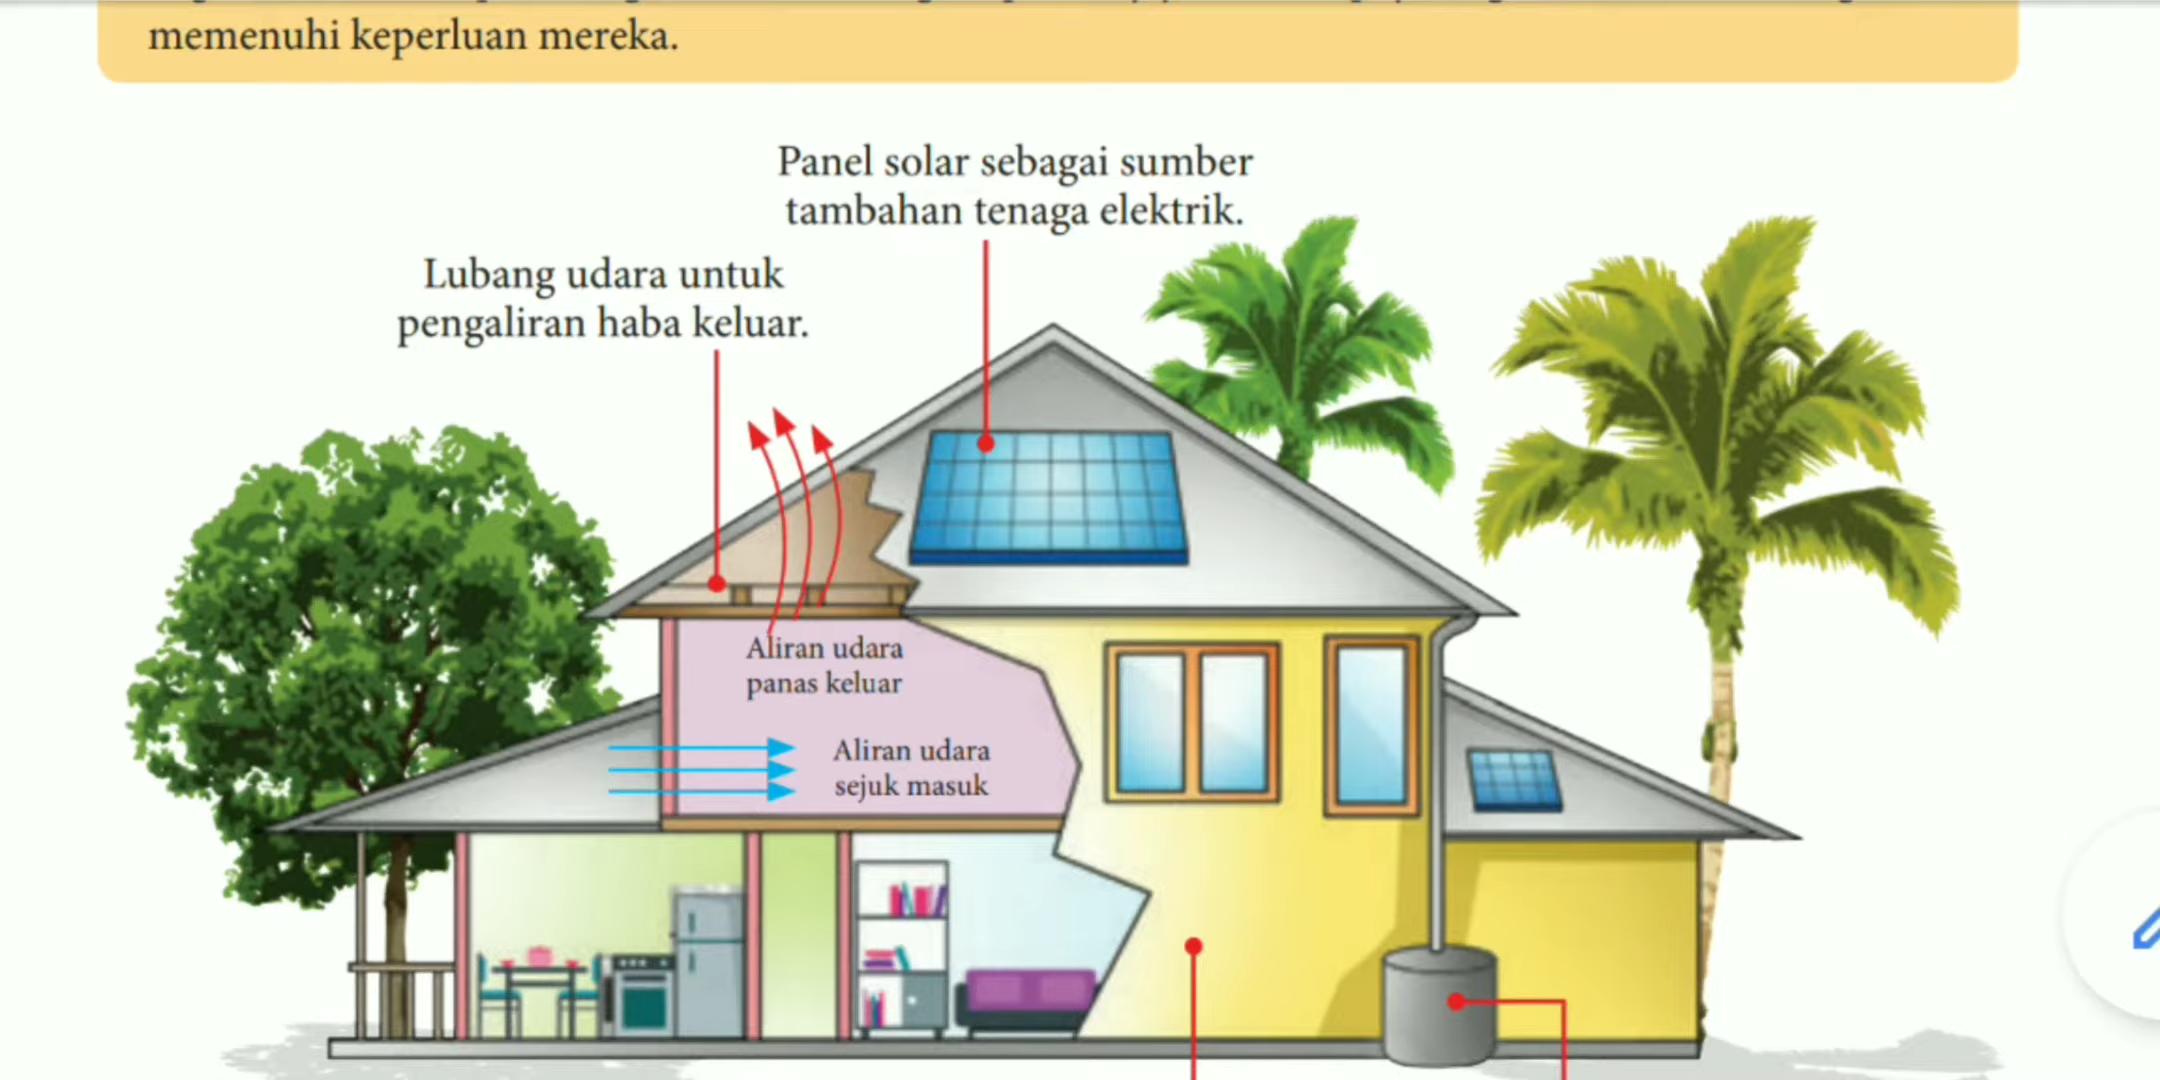 memenuhi keperluan mereka.
Panel solar sebagai sumber
tambahan tenaga elektrik.
Lubang udara untuk
pengaliran haba keluar.
Aliran udara
panas keluar
Aliran udara
sejuk masuk